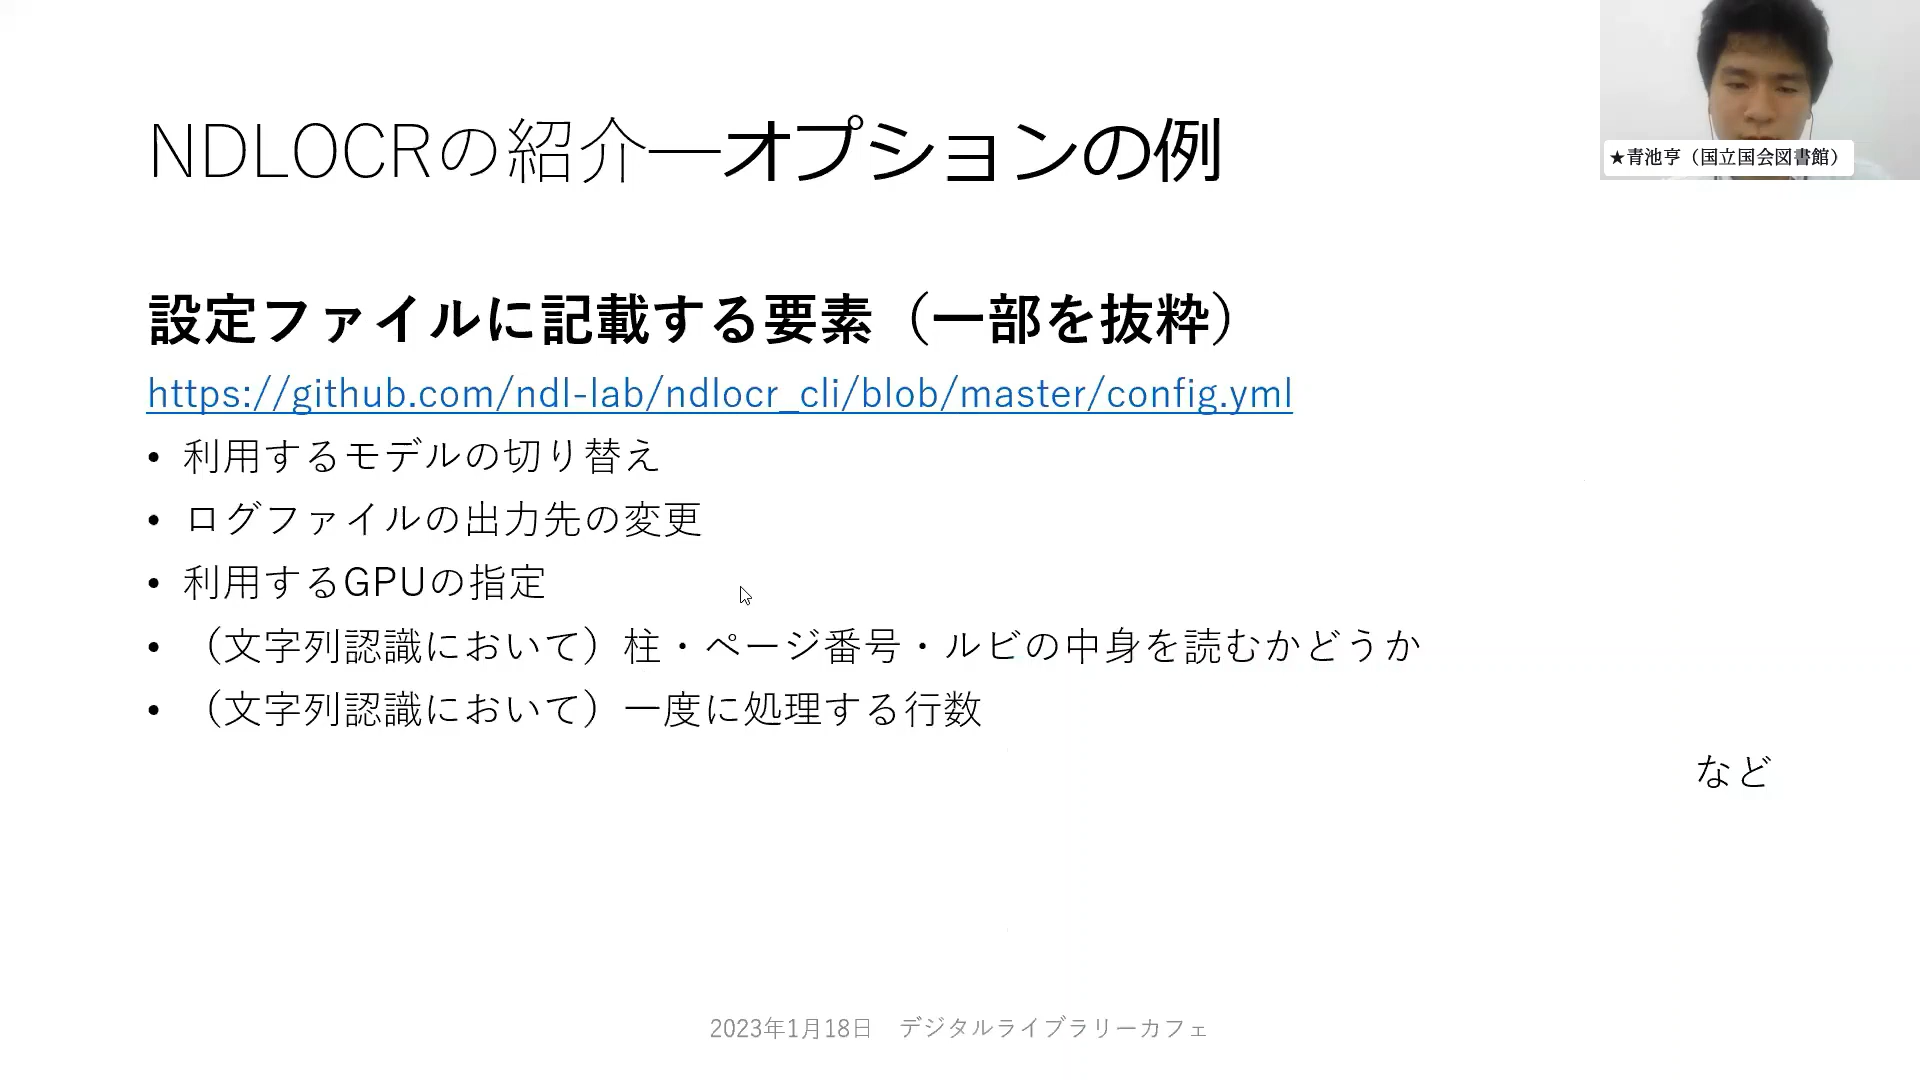 NDLOCRの紹介―オプションの例
★青池亨（国立国会図書館）
設定ファイルに記載する要素（一部を抜粋）
https://github.com/ndl-lab/ndlocr_cli/blob/master/config.yml
• 利用するモデルの切り替え
• ログファイルの出力先の変更
• 利用するGPUの指定
• （文字列認識において）柱・ページ番号・ルビの中身を読むかどうか
• （文字列認識において）一度に処理する行数
など
2023年1月18日　デジタルライブラリーカフェ